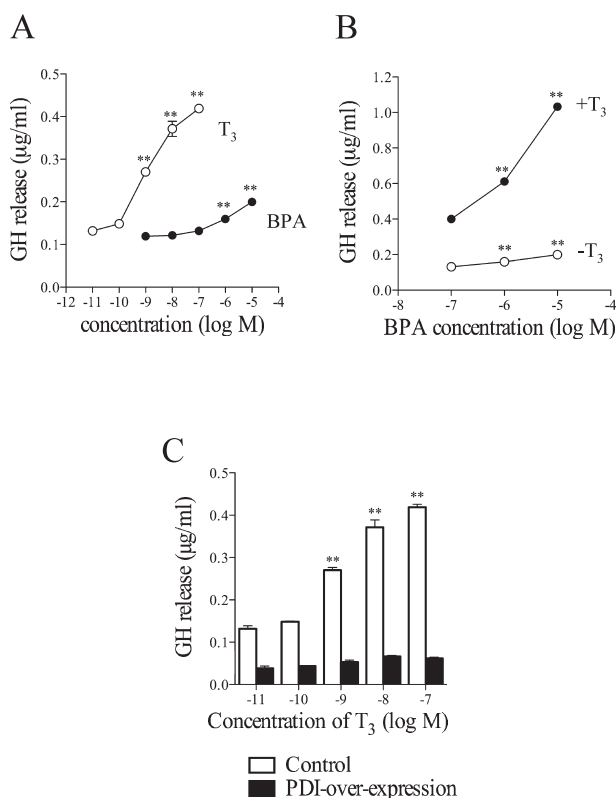 A
GH release (µg/ml)
0.5
0.4
0.3
0.2
0.1
0.0
** ** **
T3
** **
BPA
-12 -11 -10 -9 -8 -7 -6 -5 -4
concentration (log M)
B
GH release (µg/ml)
1.2
1.0
0.8
0.6
0.4
0.2
0.0
**
+T3
**
** **
-T3
-8 -7 -6 -5 -4
BPA concentration (log M)
C
GH release (µg/ml)
0.5
0.4
0.3
0.2
0.1
0.0
** ** **
-11 -10 -9 -8 -7
Concentration of T3 (log M)
Control
PDI-over-expression